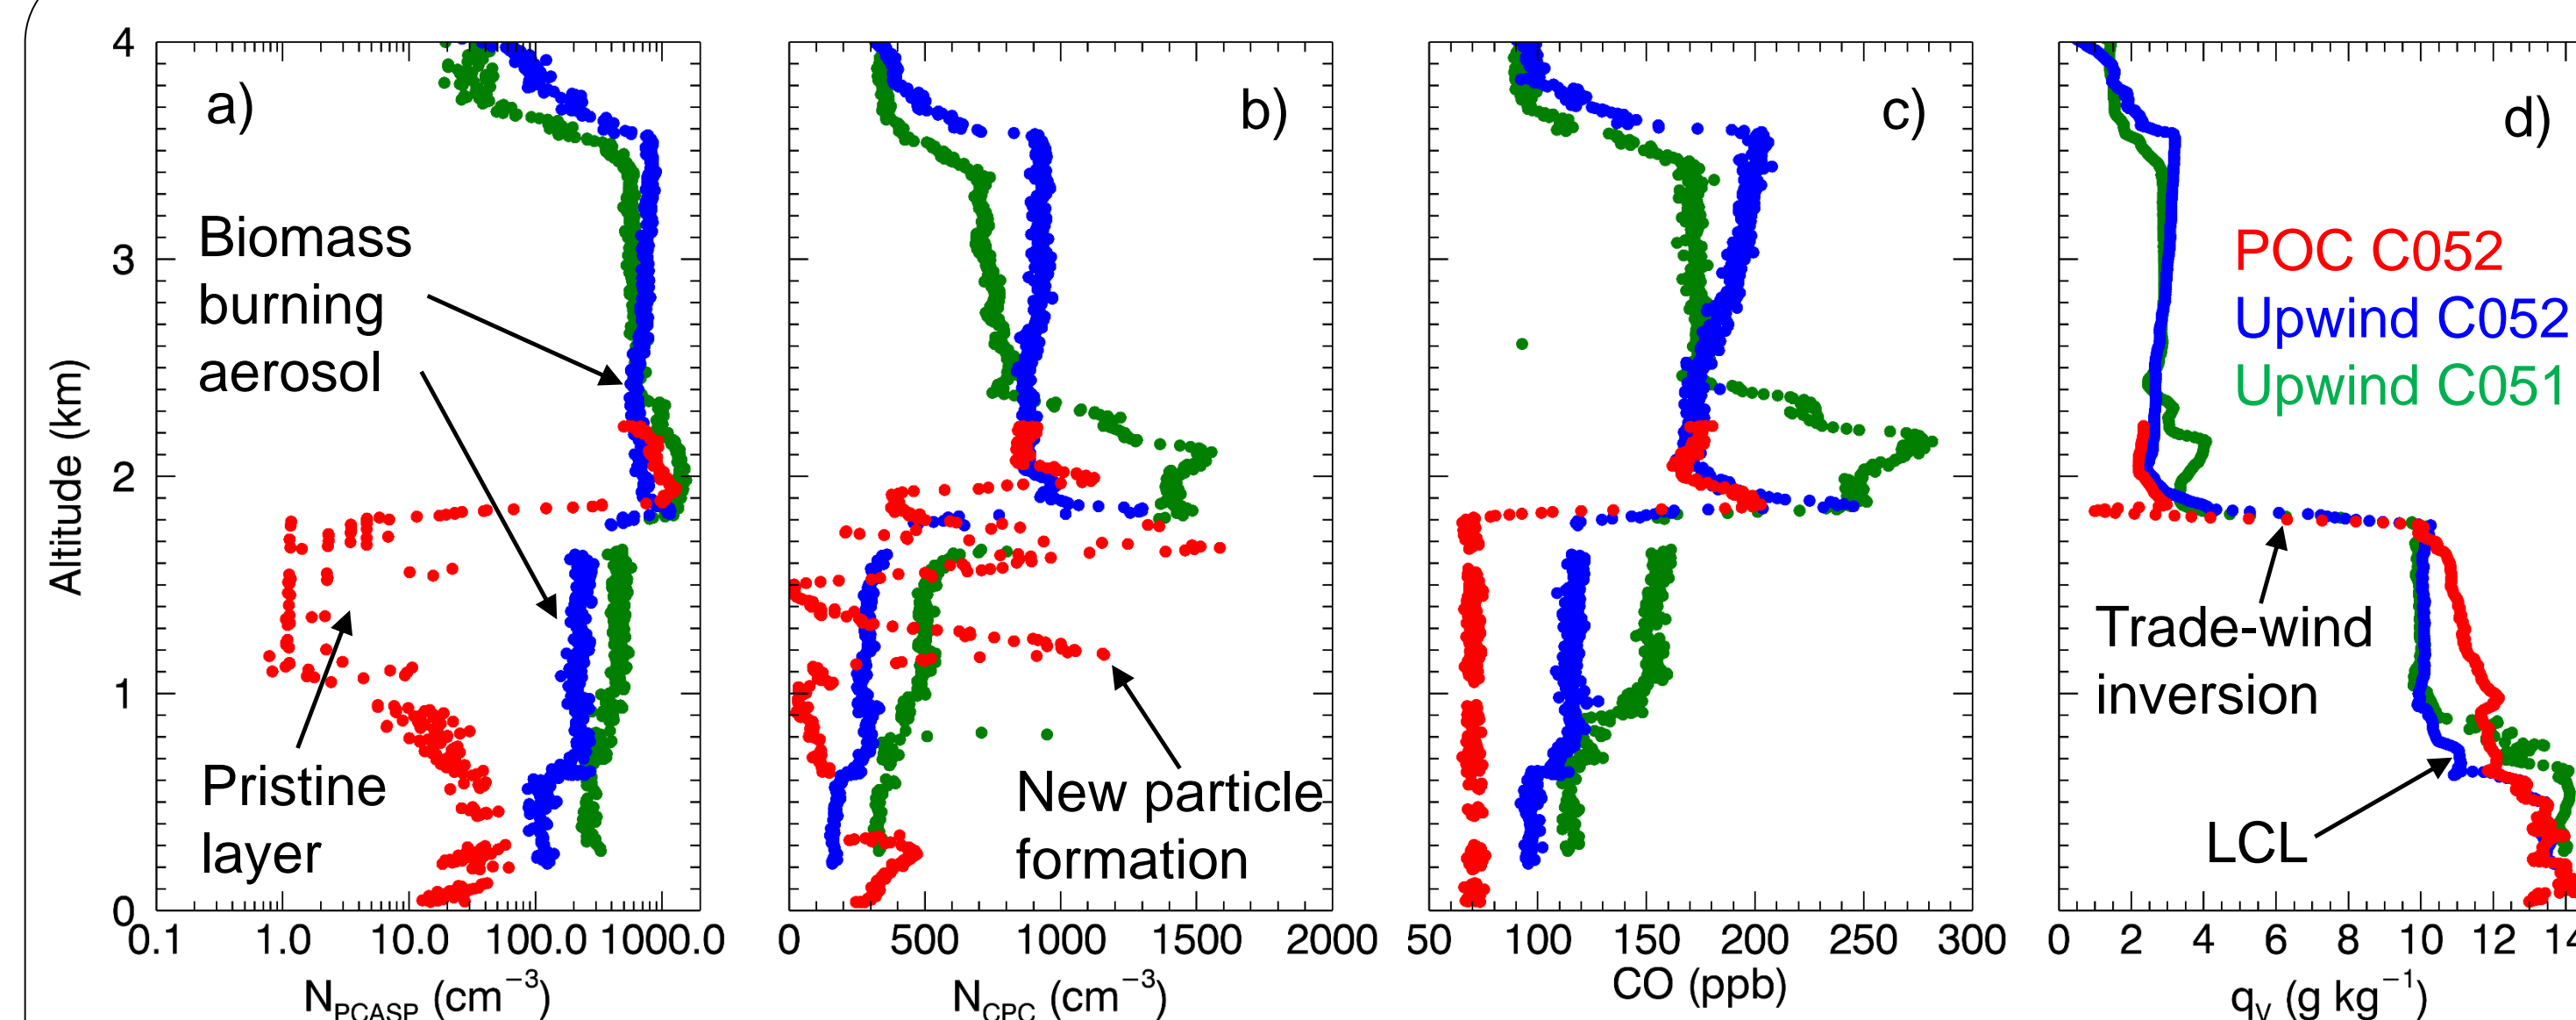 a)
b)
c)
d)
4
3
2
1
0
Altitude (km)
Biomass
burning
aerosol
Pristine
layer
New particle
formation
POC C052
Upwind C052
Upwind C051
Trade-wind
inversion
LCL
0.1 1.0 10.0 100.0 1000.0
0 500 1000 1500 2000
50 100 150 200 250 300
0 2 4 6 8 10 12 14
N_PCASP (cm⁻³)
N_CPC (cm⁻³)
CO (ppb)
q_v (g kg⁻¹)